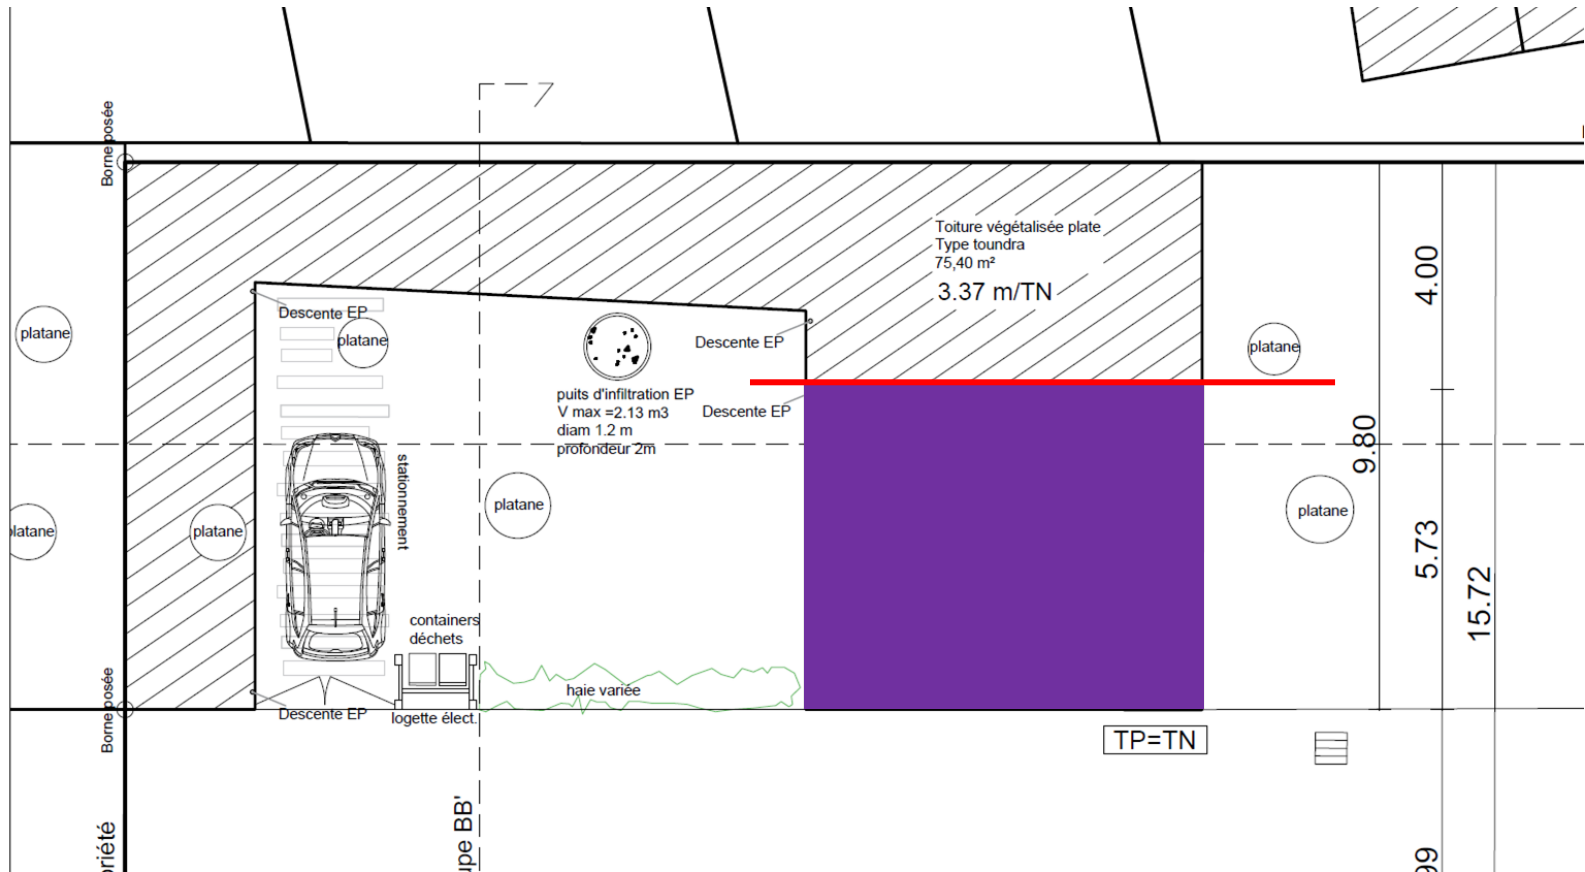 Borne posée
Toiture végétalisée plate
Type toundra
75,40 m²
3.37 m/TN
4.00
Descente EP
platane
platane
Descente EP
platane
puits d'infiltration EP
V max =2.13 m3
diam 1.2 m
profondeur 2m
Descente EP
9.80
stationnement
platane
platane
platane
platane
5.73
15.72
containers
déchets
haie variée
Borne posée
Descente EP
logette élect.
TP=TN
riété
upe BB'
99